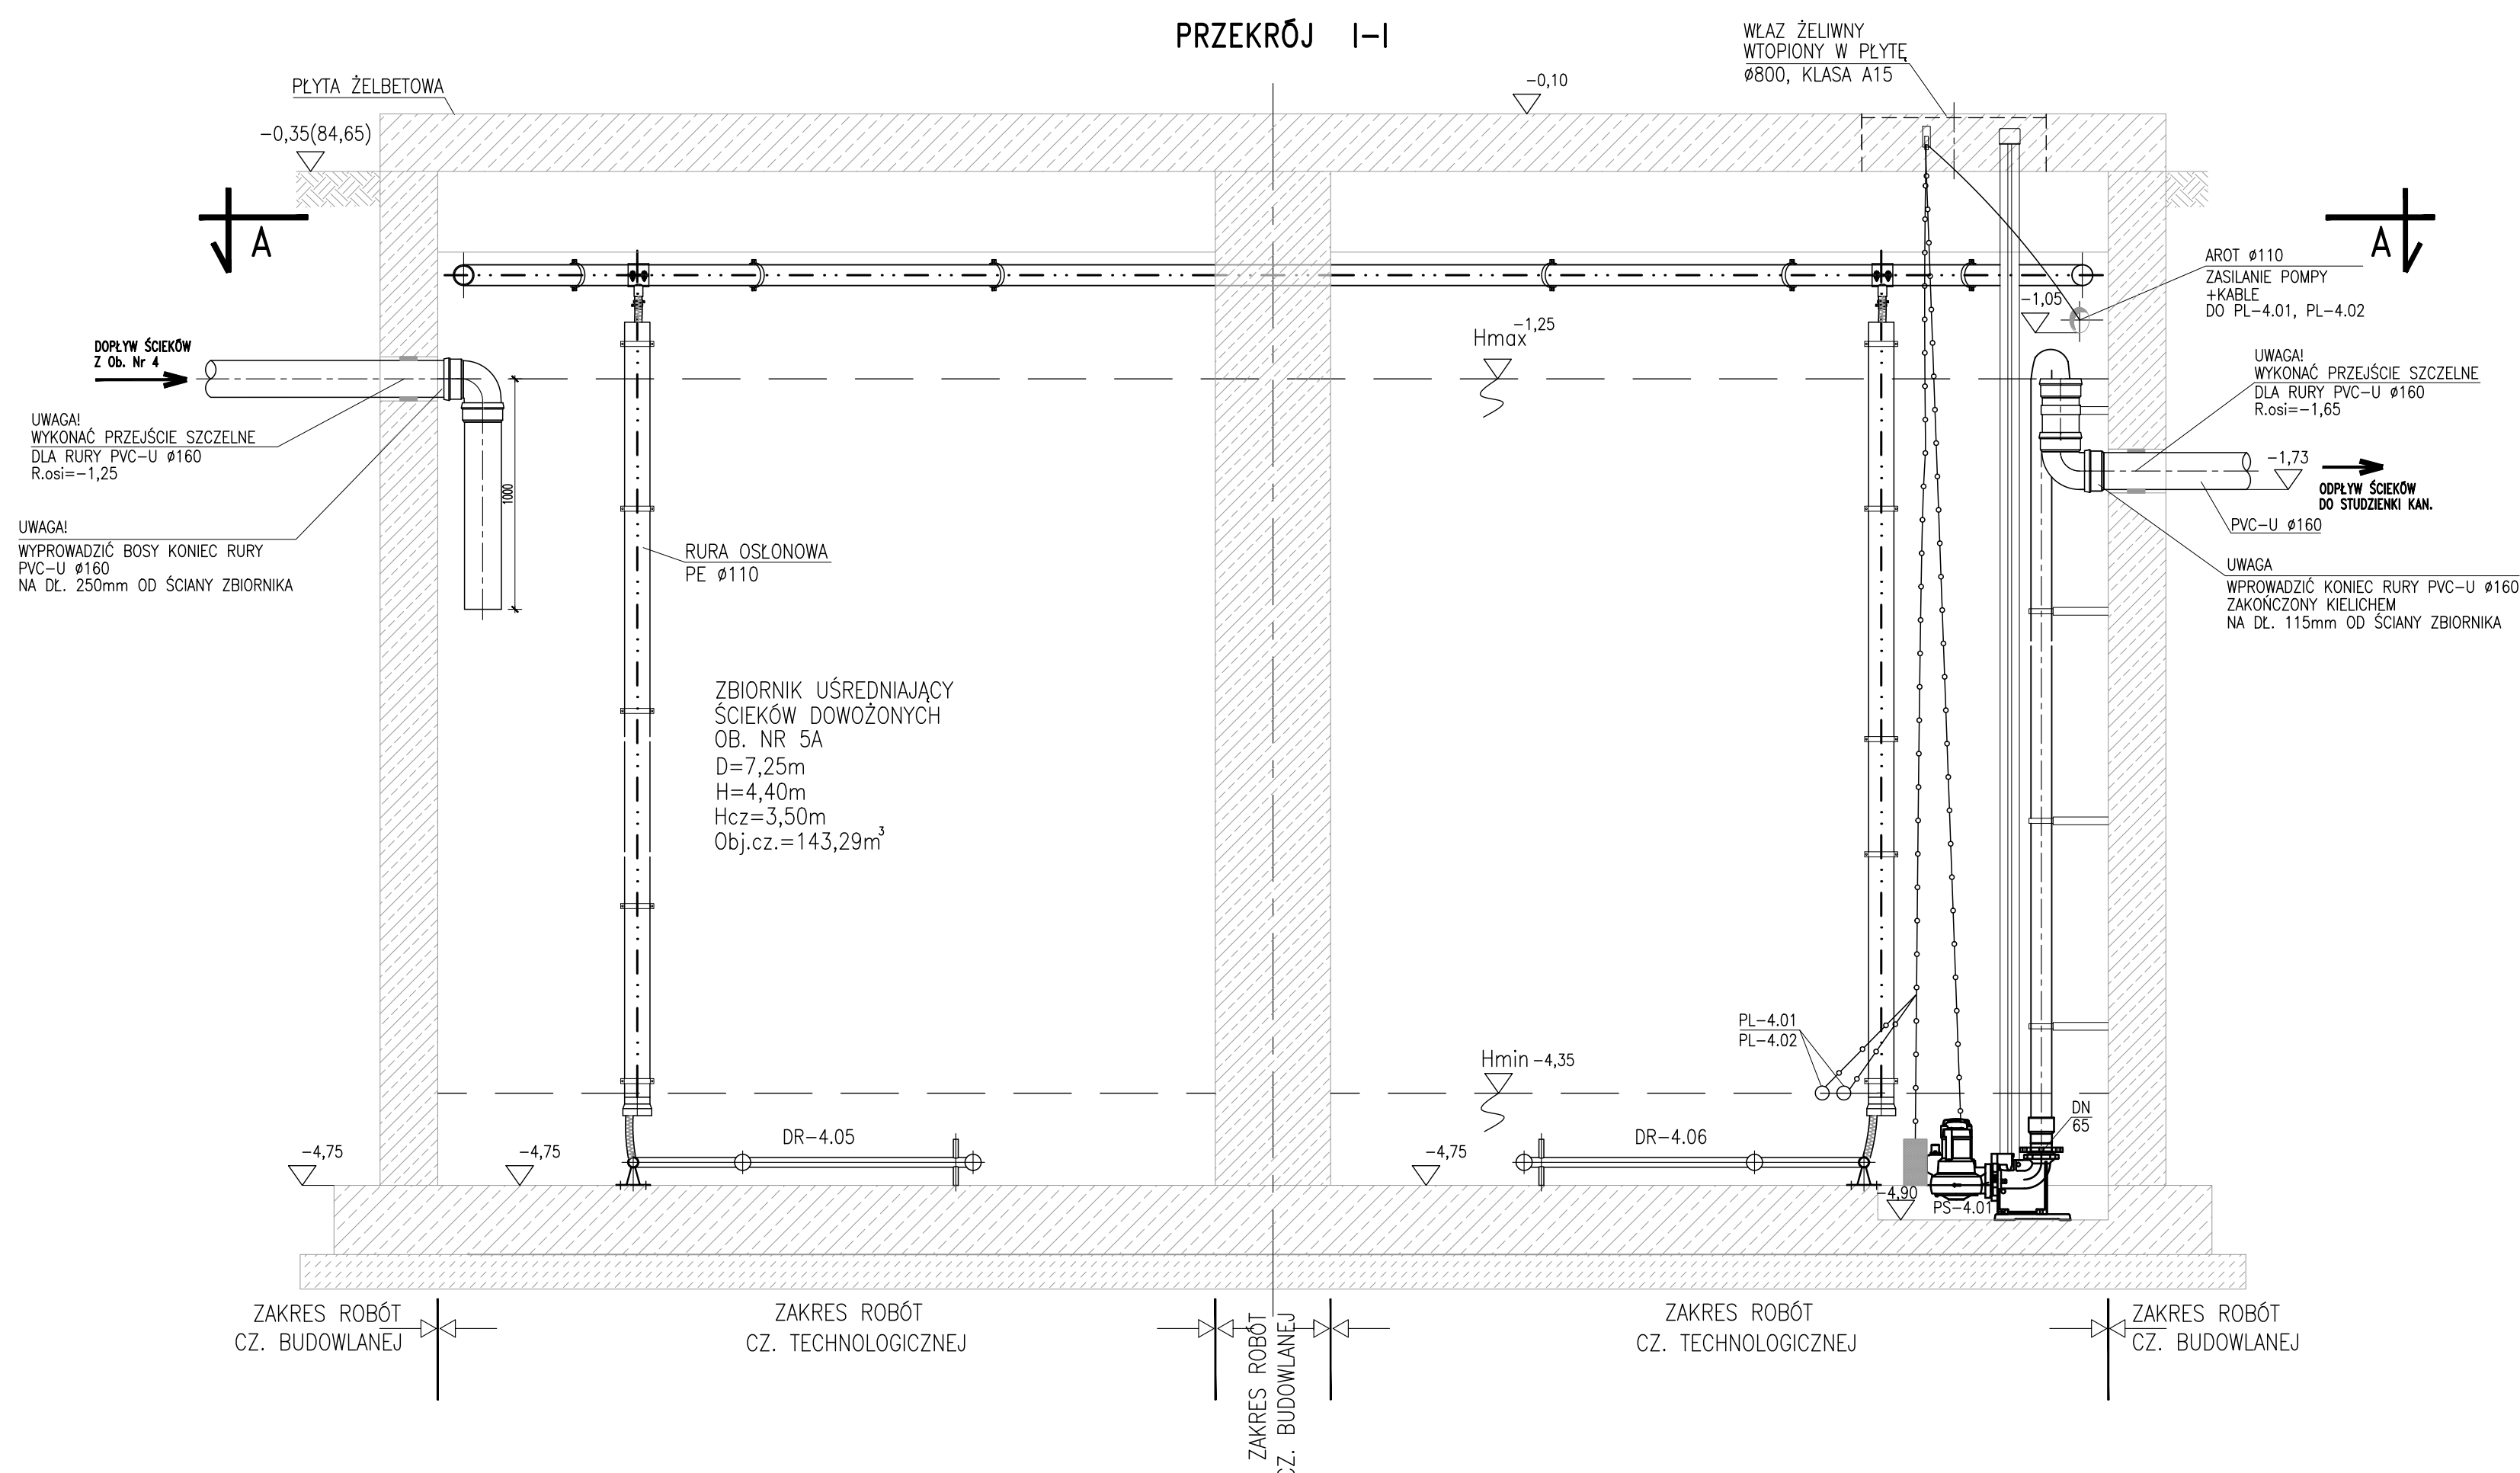 PRZEKRÓJ I-I
WŁAZ ŻELIWNY
WTOPIONY W PŁYTĘ
ø800, KLASA A15
PŁYTA ŻELBETOWA
-0,10
-0,35(84,65)
A
A
AROT ø110
ZASILANIE POMPY
+KABLE
DO PL-4.01, PL-4.02
-1,05
-1,25
Hmax
DOPŁYW ŚCIEKÓW
Z Ob. Nr 4
UWAGA!
WYKONAĆ PRZEJŚCIE SZCZELNE
DLA RURY PVC-U ø160
R.osi=-1,65
UWAGA!
WYKONAĆ PRZEJŚCIE SZCZELNE
DLA RURY PVC-U ø160
R.osi=-1,25
-1,73
ODPŁYW ŚCIEKÓW
DO STUDZIENKI KAN.
1000
PVC-U ø160
UWAGA!
WYPROWADZIĆ BOSY KONIEC RURY
PVC-U ø160
NA DŁ. 250mm OD ŚCIANY ZBIORNIKA
RURA OSŁONOWA
PE ø110
UWAGA
WPROWADZIĆ KONIEC RURY PVC-U ø160
ZAKOŃCZONY KIELICHEM
NA DŁ. 115mm OD ŚCIANY ZBIORNIKA
ZBIORNIK UŚREDNIAJĄCY
ŚCIEKÓW DOWOŻONYCH
OB. NR 5A
D=7,25m
H=4,40m
Hcz=3,50m
Obj.cz.=143,29m³
PL-4.01
PL-4.02
Hmin -4,35
DN
65
-4,75
-4,75
DR-4.05
-4,75
DR-4.06
-4,90
PS-4.01
ZAKRES ROBÓT
CZ. BUDOWLANEJ
ZAKRES ROBÓT
CZ. TECHNOLOGICZNEJ
ZAKRES ROBÓT
CZ. BUDOWLANEJ
ZAKRES ROBÓT
CZ. TECHNOLOGICZNEJ
ZAKRES ROBÓT
CZ. BUDOWLANEJ